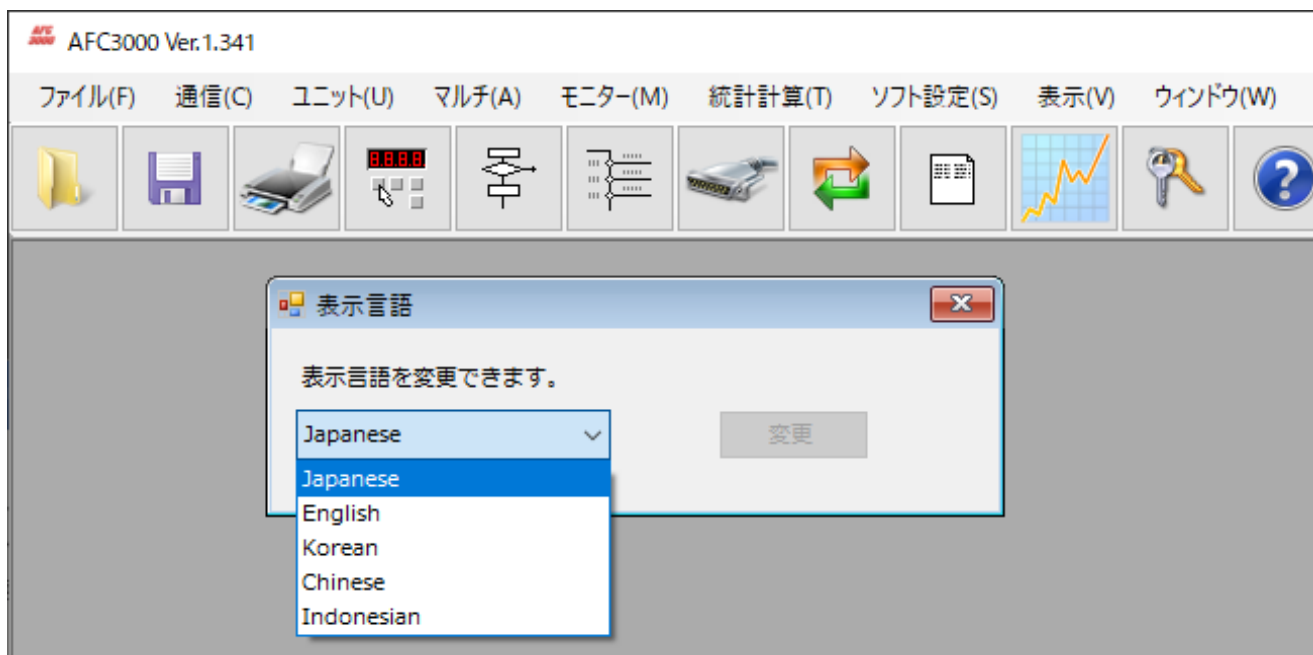 AFC3000 Ver.1.341
ファイル(F) 通信(C) ユニット(U) マルチ(A) モニター(M) 統計計算(T) ソフト設定(S) 表示(V) ウィンドウ(W)
8.8.8.8
表示言語
表示言語を変更できます。
Japanese
変更
Japanese
English
Korean
Chinese
Indonesian